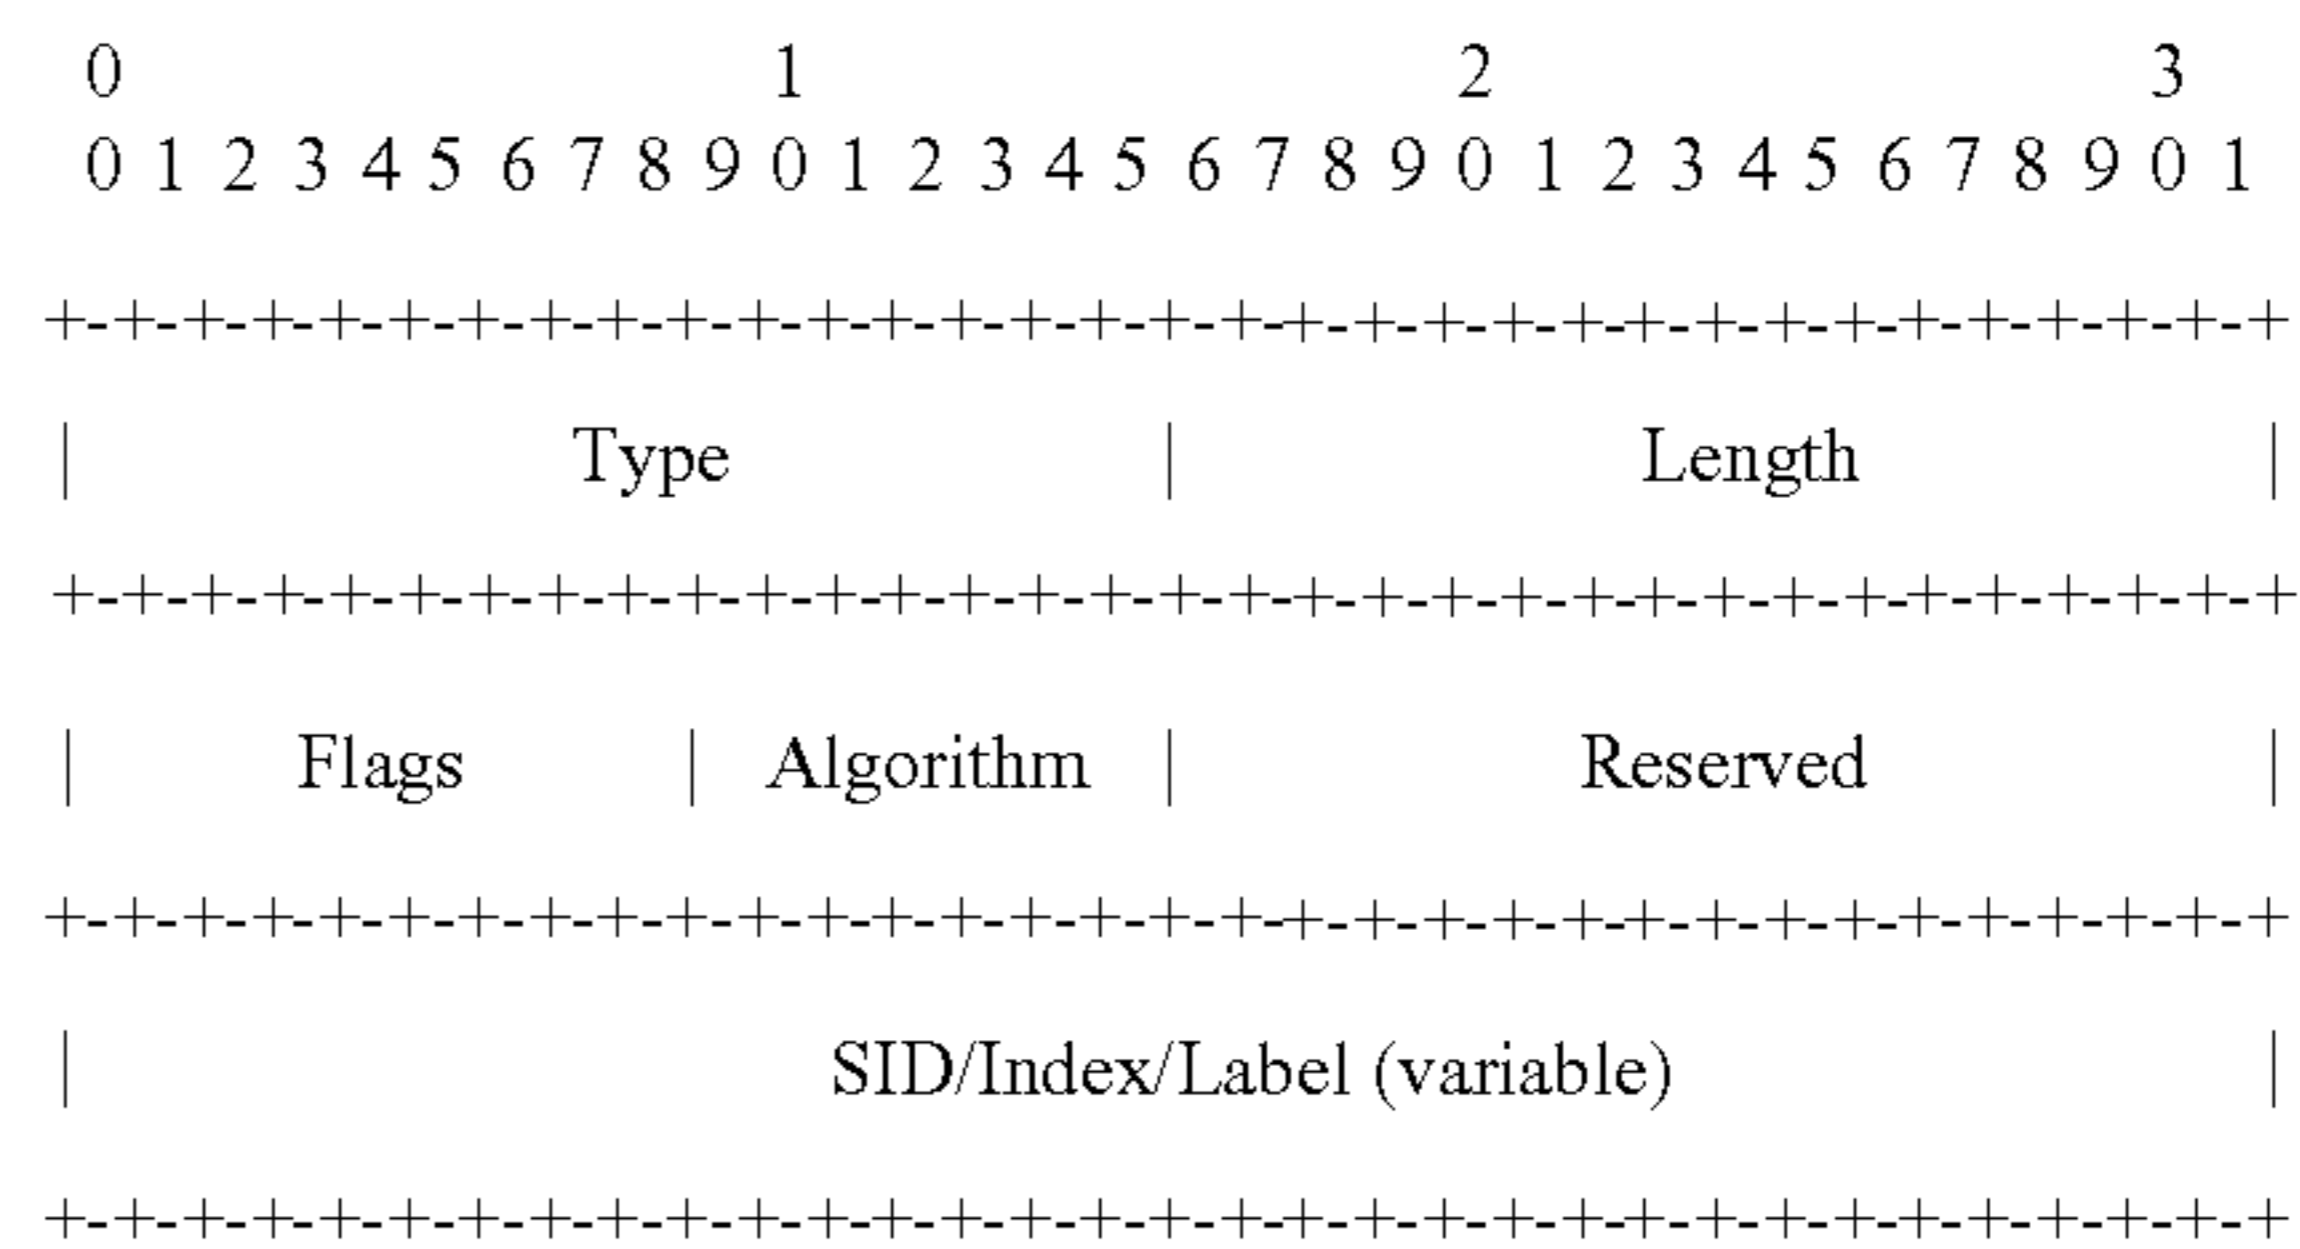 0 1 2 3
0 1 2 3 4 5 6 7 8 9 0 1 2 3 4 5 6 7 8 9 0 1 2 3 4 5 6 7 8 9 0 1
+-+-+-+-+-+-+-+-+-+-+-+-+-+-+-+-+-+-+-+-+-+-+-+-+-+-+-+-+-+-+-+-+
| Type | Length |
+-+-+-+-+-+-+-+-+-+-+-+-+-+-+-+-+-+-+-+-+-+-+-+-+-+-+-+-+-+-+-+-+
| Flags | Algorithm | Reserved |
+-+-+-+-+-+-+-+-+-+-+-+-+-+-+-+-+-+-+-+-+-+-+-+-+-+-+-+-+-+-+-+-+
| SID/Index/Label (variable) |
+-+-+-+-+-+-+-+-+-+-+-+-+-+-+-+-+-+-+-+-+-+-+-+-+-+-+-+-+-+-+-+-+